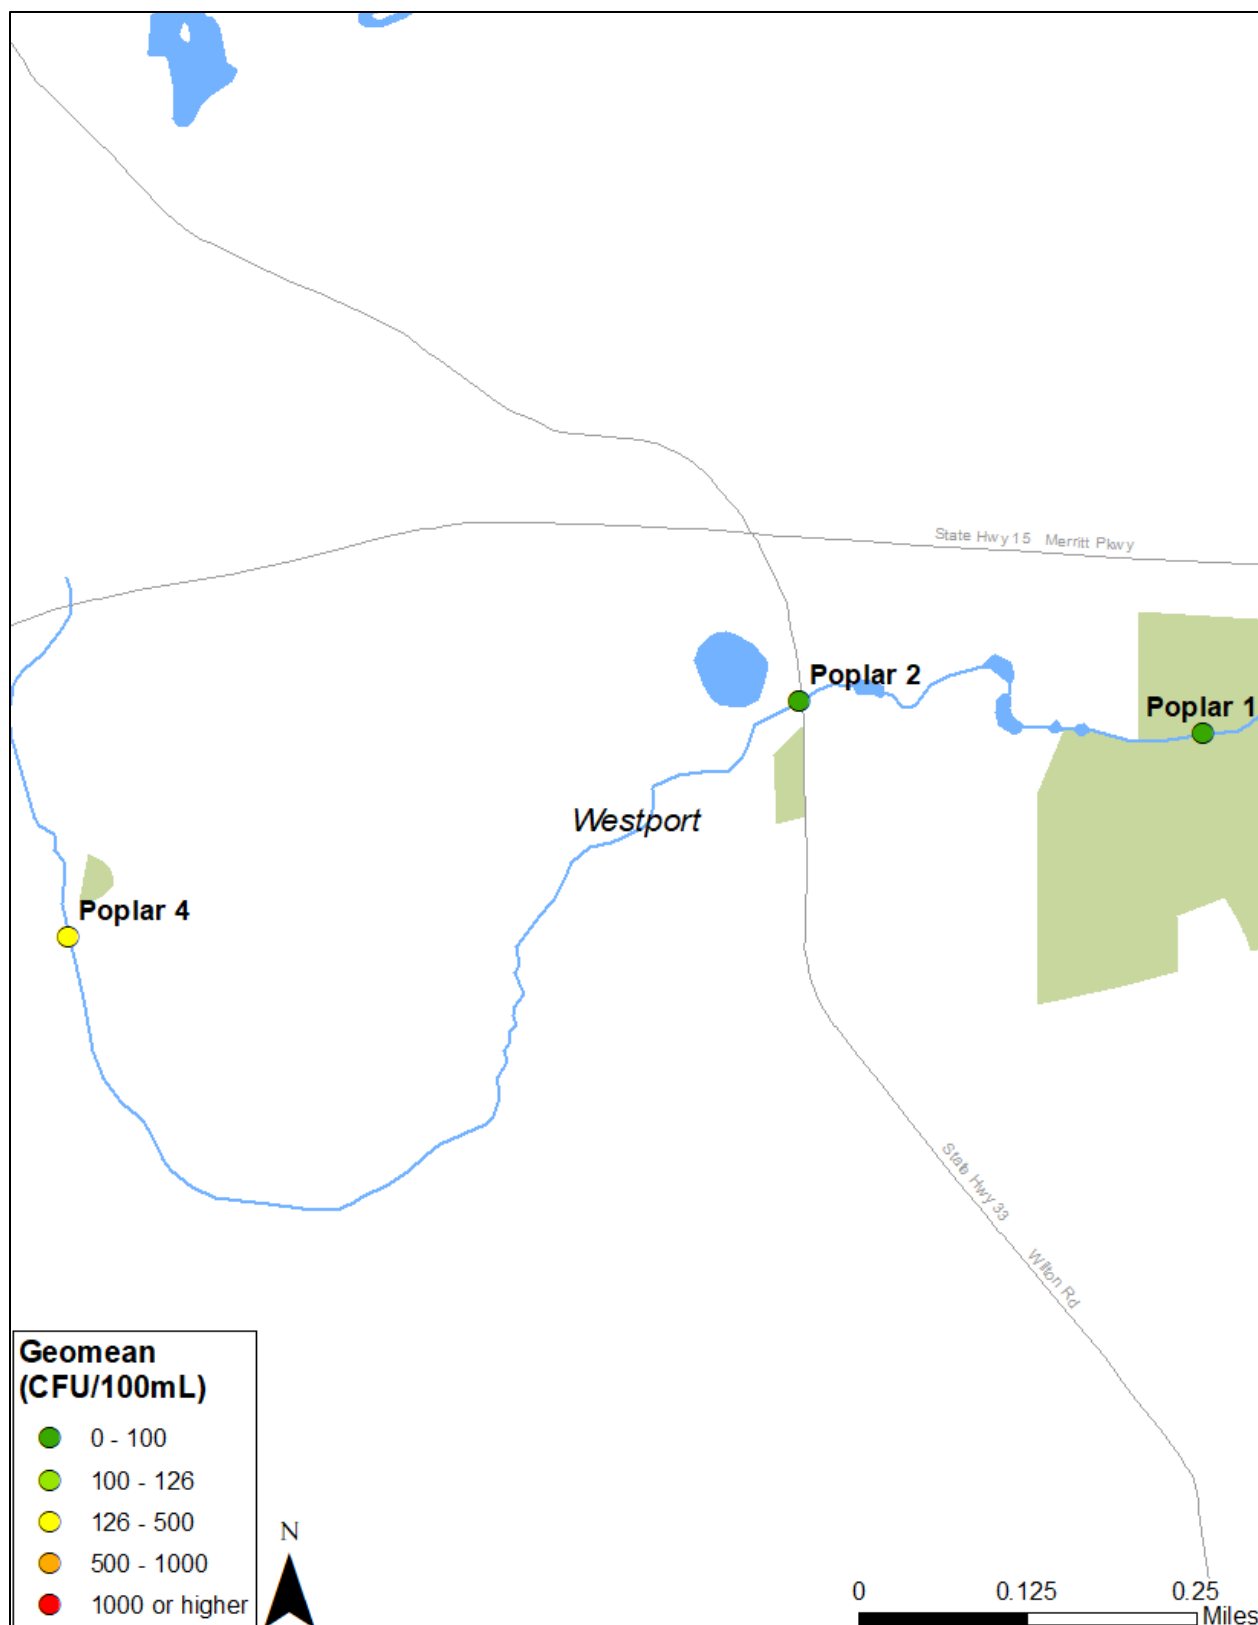 State Hwy 15 Merritt Pkwy
Poplar 2
Poplar 1
Westport
Poplar 4
State Hwy 33 Wilton Rd
Geomean
(CFU/100mL)
0 - 100
100 - 126
126 - 500
500 - 1000
1000 or higher
N
0 0.125 0.25
Miles